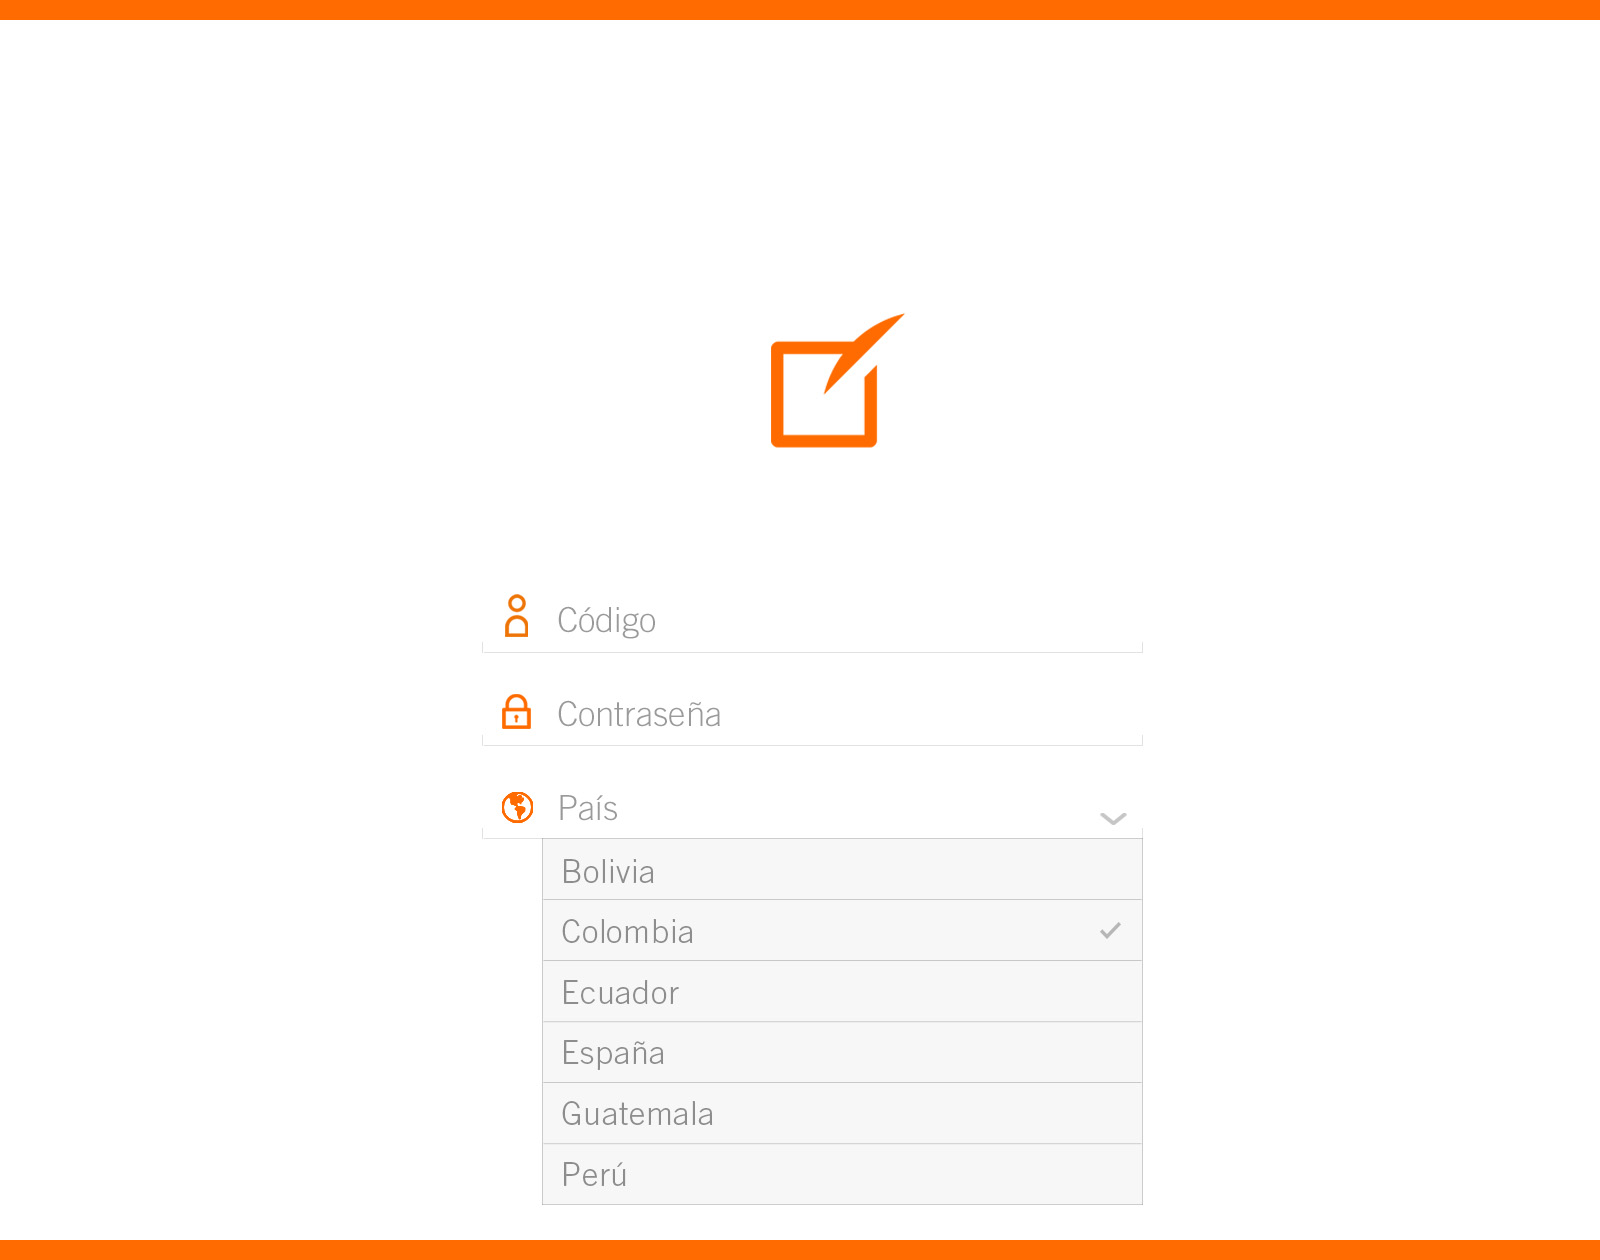 Código
Contraseña
País
Bolivia
Colombia
Ecuador
España
Guatemala
Perú